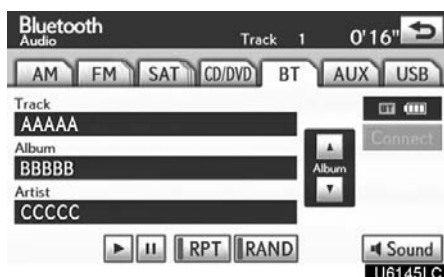 Bluetooth
Audio Track 1 0'16"
AM FM SAT CD/DVD BT AUX USB
Track
AAAAA
BT
Connect
Album
BBBBB
Album
Artist
CCCCC
RPT RAND Sound
U6145LC